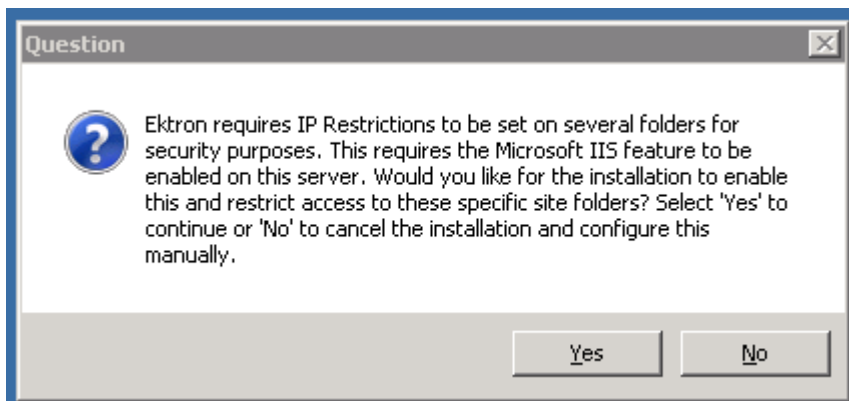 Question
Ektron requires IP Restrictions to be set on several folders for
security purposes. This requires the Microsoft IIS feature to be
enabled on this server. Would you like for the installation to enable
this and restrict access to these specific site folders? Select 'Yes' to
continue or 'No' to cancel the installation and configure this
manually.
Yes
No